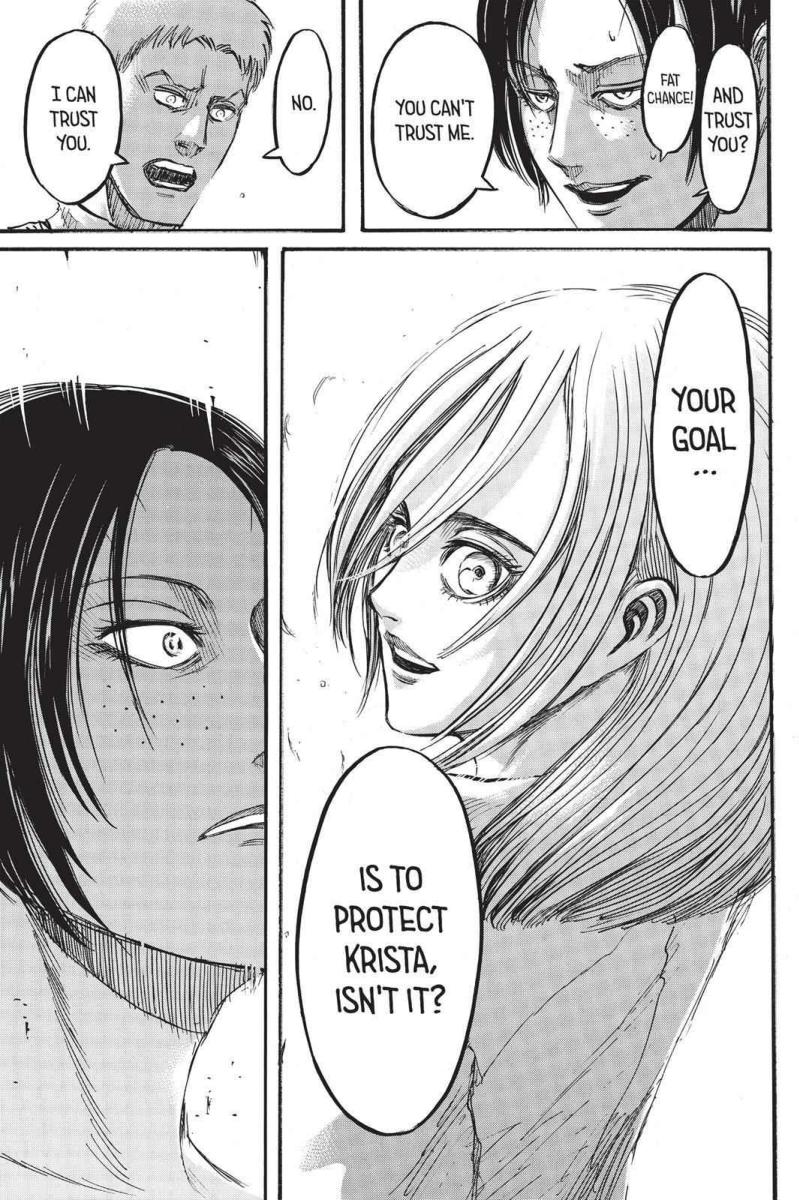 AND
TRUST
YOU?
FAT
CHANCE!
YOU CAN'T
TRUST ME.
NO.
I CAN
TRUST
YOU.
YOUR
GOAL
...
IS TO
PROTECT
KRISTA,
ISN'T IT?